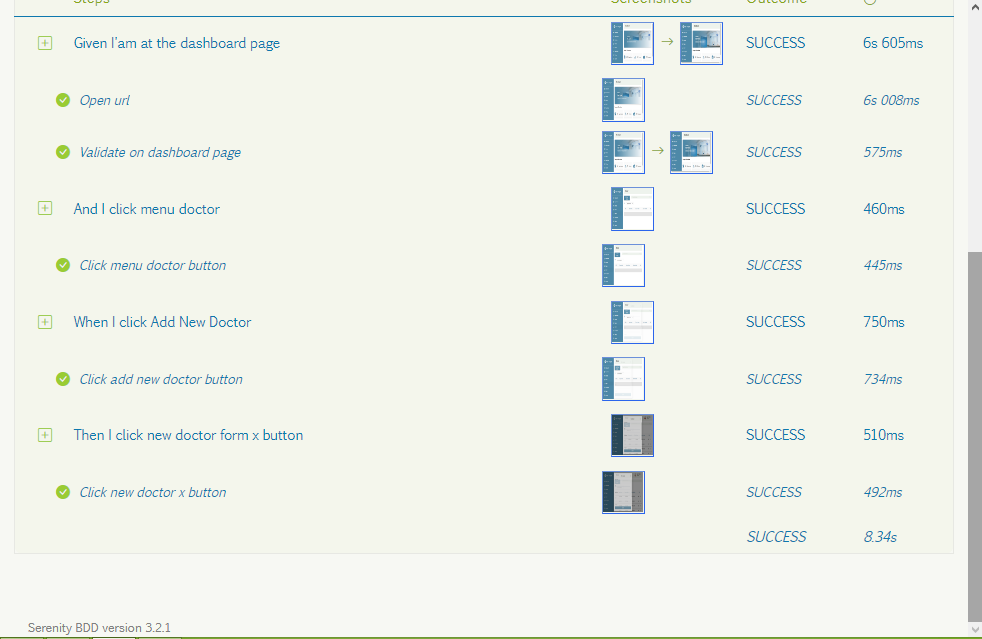 Steps Screenshots Outcome
Given I'am at the dashboard page → SUCCESS 6s 605ms
Open url SUCCESS 6s 008ms
Validate on dashboard page → SUCCESS 575ms
And I click menu doctor SUCCESS 460ms
Click menu doctor button SUCCESS 445ms
When I click Add New Doctor SUCCESS 750ms
Click add new doctor button SUCCESS 734ms
Then I click new doctor form x button SUCCESS 510ms
Click new doctor x button SUCCESS 492ms
SUCCESS 8.34s
Serenity BDD version 3.2.1